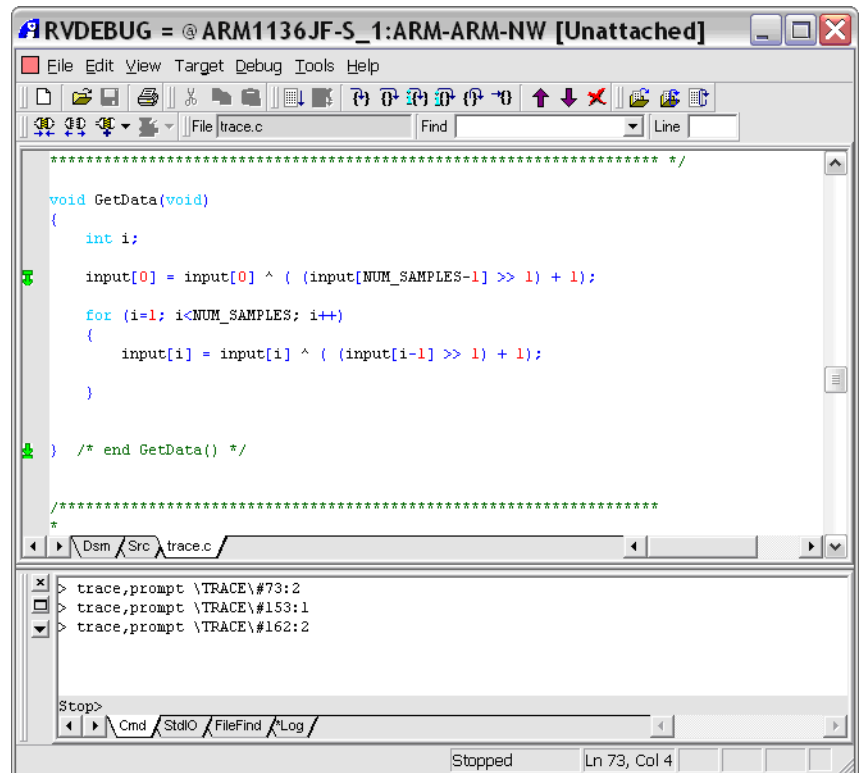 RVDEBUG = @ARM1136JF-S_1:ARM-ARM-NW [Unattached]
File Edit View Target Debug Tools Help
File trace.c Find Line
******************************************************************** */
void GetData(void)
{
int i;
input[0] = input[0] ^ ( (input[NUM_SAMPLES-1] >> 1) + 1);
for (i=1; i<NUM_SAMPLES; i++)
{
input[i] = input[i] ^ ( (input[i-1] >> 1) + 1);
}
} /* end GetData() */
/*******************************************************************
*
Dsm Src trace.c
> trace,prompt \TRACE\#73:2
> trace,prompt \TRACE\#153:1
> trace,prompt \TRACE\#162:2
Stop>
Cmd StdIO FileFind *Log
Stopped Ln 73, Col 4